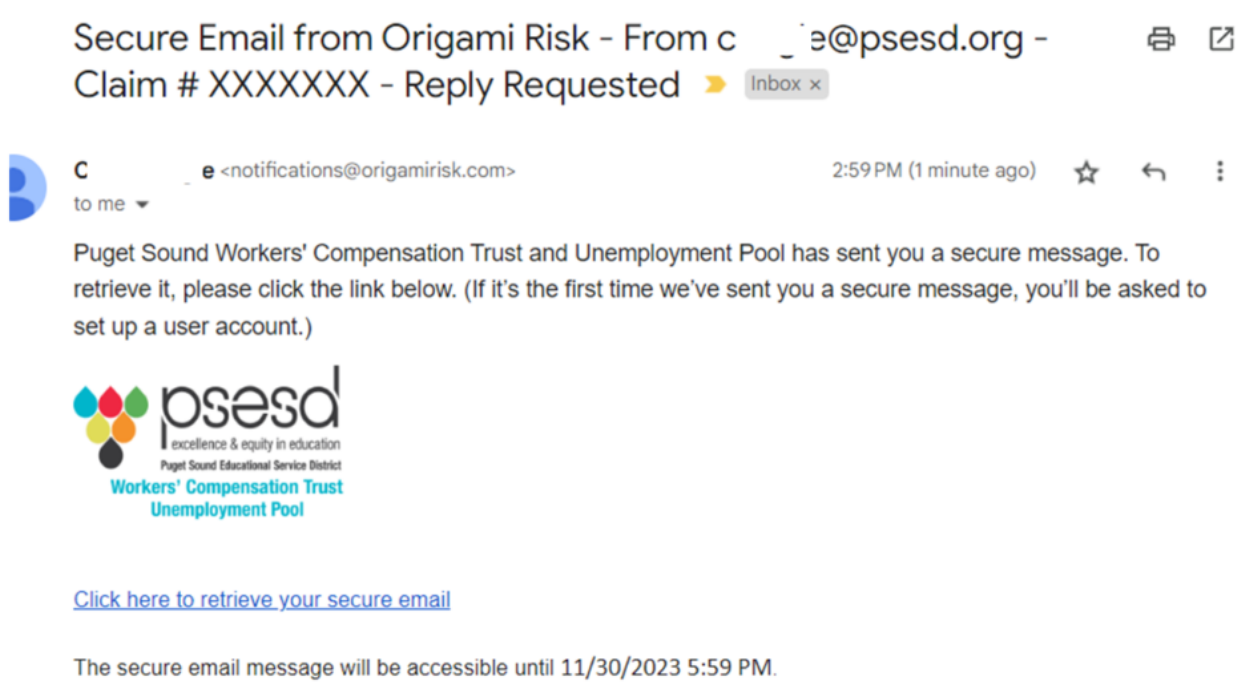 Secure Email from Origami Risk - From c e@psesd.org -
Claim # XXXXXXX - Reply Requested Inbox ×
C e <notifications@origamirisk.com> 2:59 PM (1 minute ago)
to me
Puget Sound Workers' Compensation Trust and Unemployment Pool has sent you a secure message. To
retrieve it, please click the link below. (If it's the first time we've sent you a secure message, you'll be asked to
set up a user account.)
psesd
excellence & equity in education
Puget Sound Educational Service District
Workers' Compensation Trust
Unemployment Pool
Click here to retrieve your secure email
The secure email message will be accessible until 11/30/2023 5:59 PM.